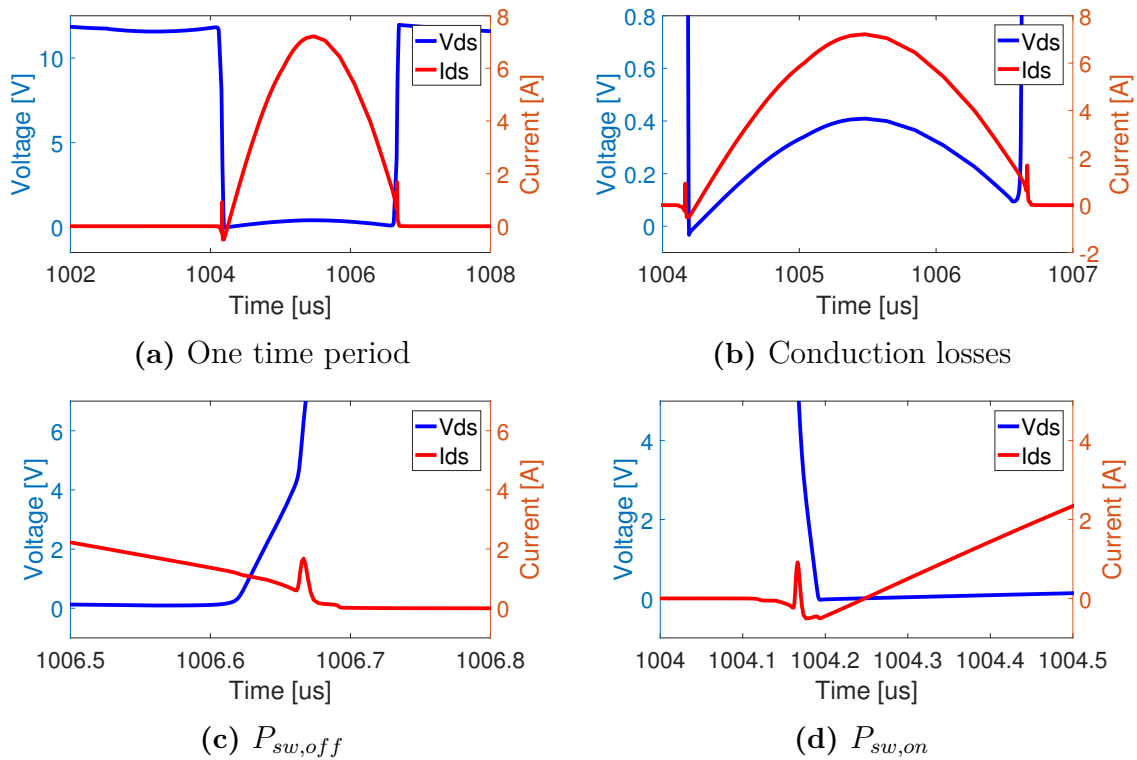 Voltage [V]
10
5
0
Vds
Ids
8
6
4
2
0
Current [A]
1002 1004 1006 1008
Time [us]
(a) One time period
Voltage [V]
0.8
0.6
0.4
0.2
0
Vds
Ids
8
6
4
2
0
-2
Current [A]
1004 1005 1006 1007
Time [us]
(b) Conduction losses
Voltage [V]
6
4
2
0
Vds
Ids
6
4
2
0
Current [A]
1006.5 1006.6 1006.7 1006.8
Time [us]
(c) P_{sw,off}
Voltage [V]
4
2
0
Vds
Ids
4
2
0
Current [A]
1004 1004.1 1004.2 1004.3 1004.4 1004.5
Time [us]
(d) P_{sw,on}